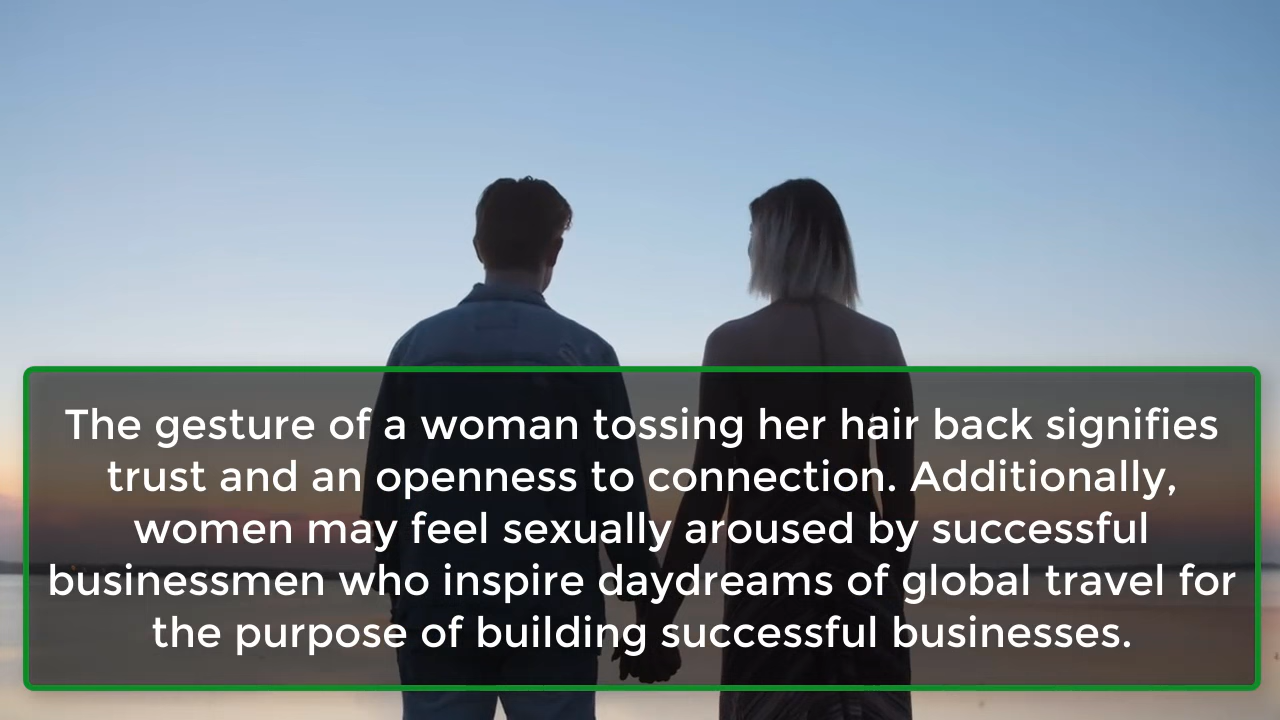 The gesture of a woman tossing her hair back signifies
trust and an openness to connection. Additionally,
women may feel sexually aroused by successful
businessmen who inspire daydreams of global travel for
the purpose of building successful businesses.